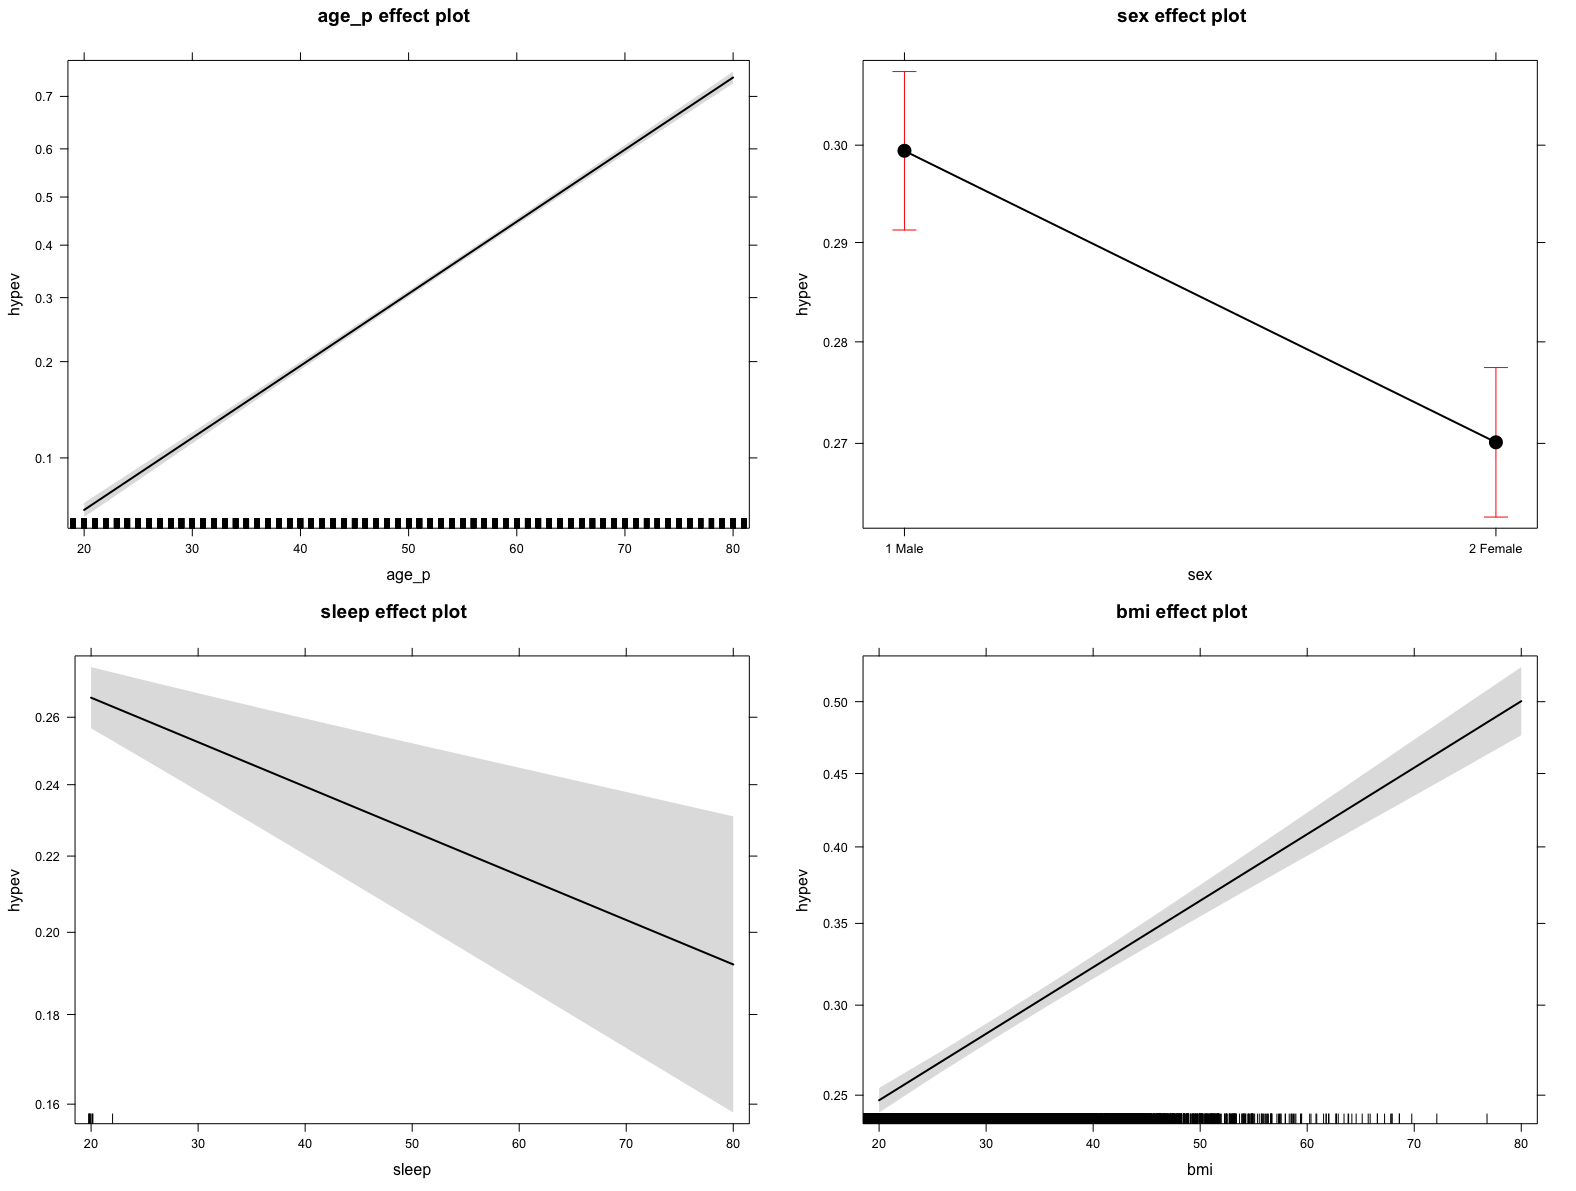 age_p effect plot
0.7
0.6
0.5
0.4
0.3
0.2
0.1
hypev
20 30 40 50 60 70 80
age_p
sex effect plot
0.30
0.29
0.28
0.27
hypev
1 Male 2 Female
sex
sleep effect plot
0.26
0.24
0.22
0.20
0.18
0.16
hypev
20 30 40 50 60 70 80
sleep
bmi effect plot
0.50
0.45
0.40
0.35
0.30
0.25
hypev
20 30 40 50 60 70 80
bmi